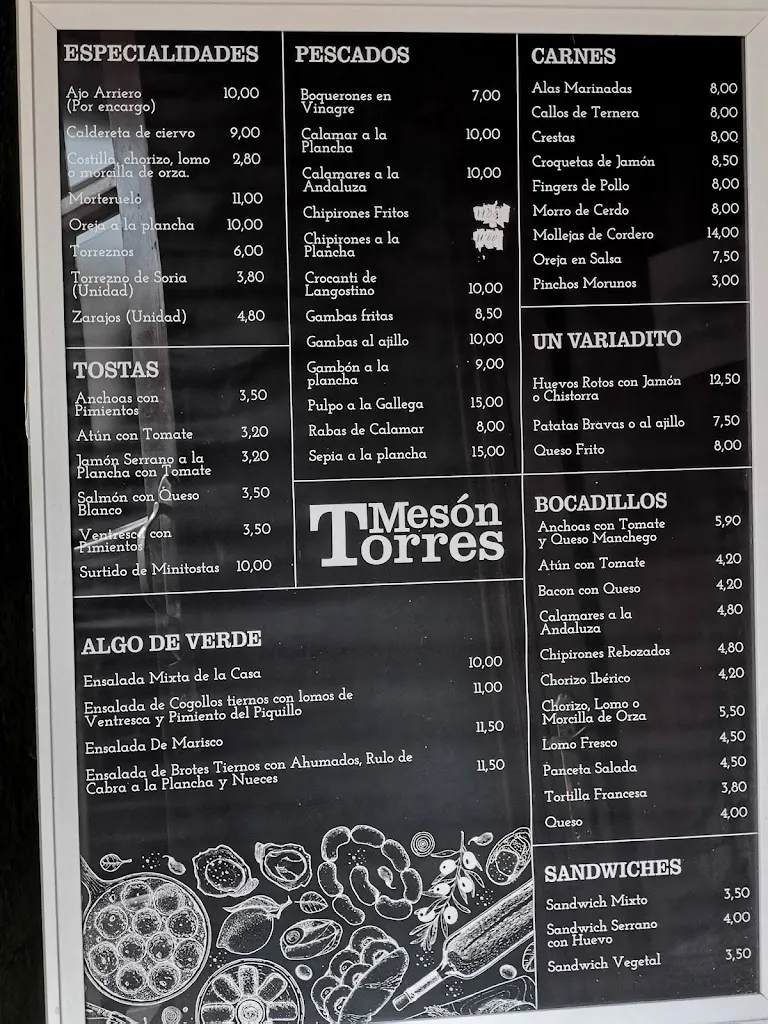 ESPECIALIDADES
Ajo Arriero 10,00
(Por encargo)
Caldereta de ciervo 9,00
Costilla, chorizo, lomo 2,80
o morcilla de orza.
Morteruelo 11,00
Oreja a la plancha 10,00
Torreznos 6,00
Torrezno de Soria 3,80
(Unidad)
Zarajos (Unidad) 4,80
TOSTAS
Anchoas con 3,50
Pimientos
Atún con Tomate 3,20
Jamón Serrano a la 3,20
Plancha con Tomate
Salmón con Queso 3,50
Blanco
Ventresca con 3,50
Pimientos
Surtido de Minitostas 10,00
PESCADOS
Boquerones en 7,00
Vinagre
Calamar a la 10,00
Plancha
Calamares a la 10,00
Andaluza
Chipirones Fritos
Chipirones a la
Plancha
Crocanti de
Langostino 10,00
Gambas fritas 8,50
Gambas al ajillo 10,00
Gambón a la 9,00
plancha
Pulpo a la Gallega 15,00
Rabas de Calamar 8,00
Sepia a la plancha 15,00
Mesón
Torres
ALGO DE VERDE
Ensalada Mixta de la Casa 10,00
Ensalada de Cogollos tiernos con lomos de 11,00
Ventresca y Pimiento del Piquillo
Ensalada De Marisco 11,50
Ensalada de Brotes Tiernos con Ahumados, Rulo de 11,50
Cabra a la Plancha y Nueces
CARNES
Alas Marinadas 8,00
Callos de Ternera 8,00
Crestas 8,00
Croquetas de Jamón 8,50
Fingers de Pollo 8,00
Morro de Cerdo 8,00
Mollejas de Cordero 14,00
Oreja en Salsa 7,50
Pinchos Morunos 3,00
UN VARIADITO
Huevos Rotos con Jamón 12,50
o Chistorra
Patatas Bravas o al ajillo 7,50
Queso Frito 8,00
BOCADILLOS
Anchoas con Tomate 5,90
y Queso Manchego
Atún con Tomate 4,20
Bacon con Queso 4,20
Calamares a la 4,80
Andaluza
Chipirones Rebozados 4,80
Chorizo Ibérico 4,20
Chorizo, Lomo o 5,50
Morcilla de Orza
Lomo Fresco 4,50
Panceta Salada 4,50
Tortilla Francesa 3,80
Queso 4,00
SANDWICHES
Sandwich Mixto 3,50
Sandwich Serrano 4,00
con Huevo
Sandwich Vegetal 3,50